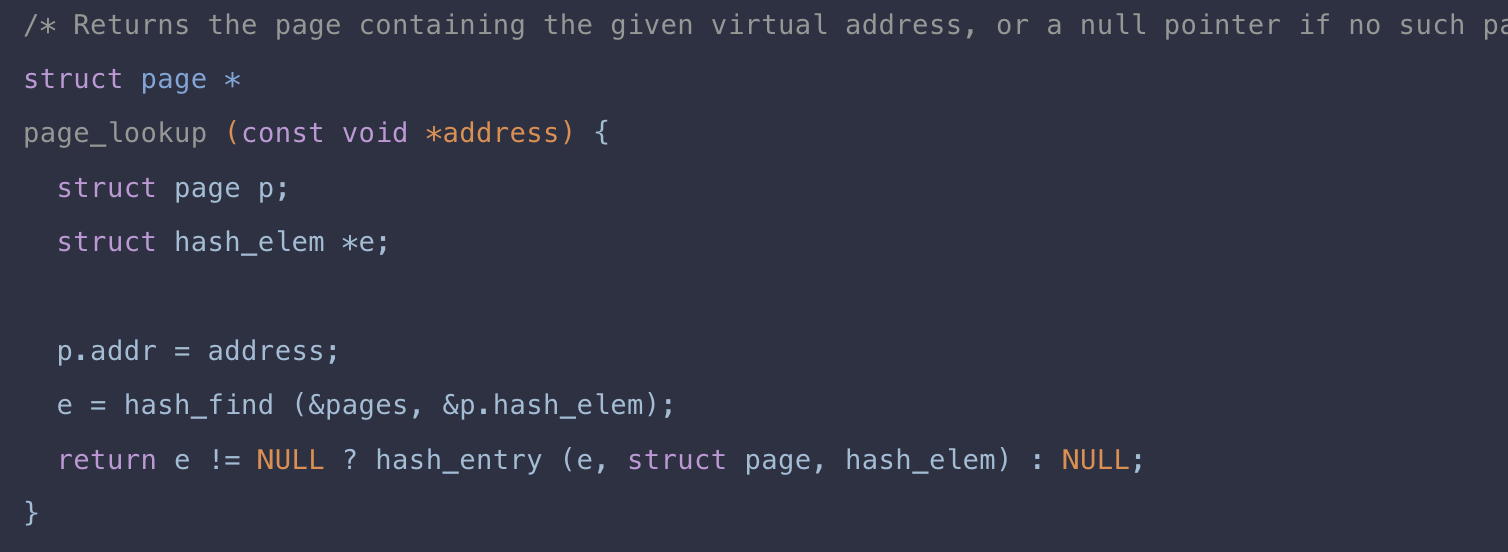 /* Returns the page containing the given virtual address, or a null pointer if no such
struct page *
page_lookup (const void *address) {
  struct page p;
  struct hash_elem *e;

  p.addr = address;
  e = hash_find (&pages, &p.hash_elem);
  return e != NULL ? hash_entry (e, struct page, hash_elem) : NULL;
}